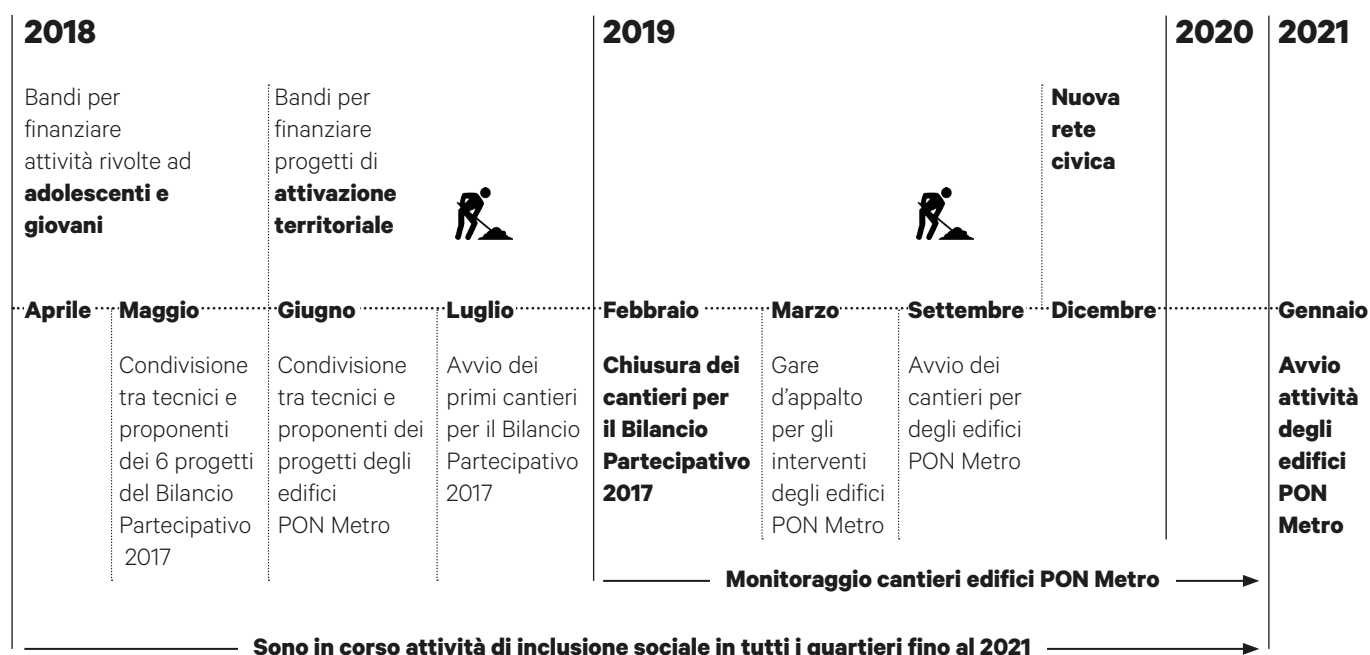 2018
2019
2020
2021
Bandi per
finanziare
attività rivolte ad
adolescenti e
giovani
Bandi per
finanziare
progetti di
attivazione
territoriale
Nuova
rete
civica
Aprile
Maggio
Giugno
Luglio
Febbraio
Marzo
Settembre
Dicembre
Gennaio
Condivisione
tra tecnici e
proponenti
dei 6 progetti
del Bilancio
Partecipativo
2017
Condivisione
tra tecnici e
proponenti dei
progetti degli
edifici
PON Metro
Avvio dei
primi cantieri
per il Bilancio
Partecipativo
2017
Chiusura dei
cantieri per
il Bilancio
Partecipativo
2017
Gare
d’appalto
per gli
interventi
degli edifici
PON Metro
Avvio dei
cantieri per
degli edifici
PON Metro
Avvio
attività
degli
edifici
PON
Metro
Monitoraggio cantieri edifici PON Metro
Sono in corso attività di inclusione sociale in tutti i quartieri fino al 2021